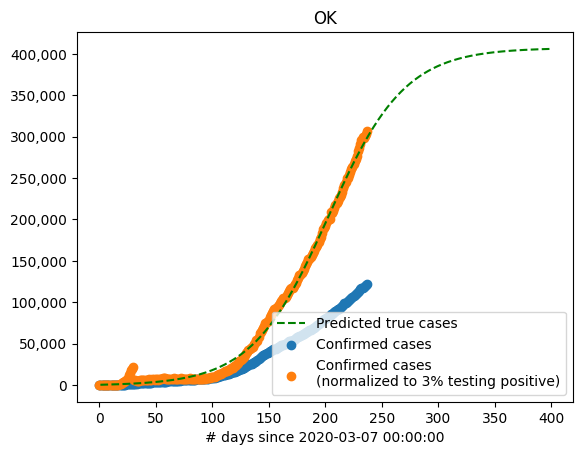 OK
400,000
350,000
300,000
250,000
200,000
150,000
100,000
50,000
0
Predicted true cases
Confirmed cases
Confirmed cases
(normalized to 3% testing positive)
0 50 100 150 200 250 300 350 400
# days since 2020-03-07 00:00:00